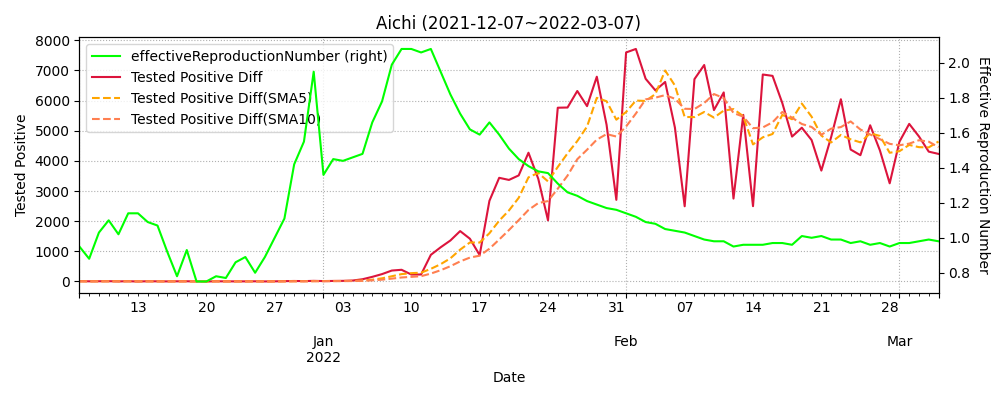 Aichi (2021-12-07~2022-03-07)
effectiveReproductionNumber (right)
Tested Positive Diff
Tested Positive Diff(SMA5)
Tested Positive Diff(SMA10)
Tested Positive
8000
7000
6000
5000
4000
3000
2000
1000
0
Effective Reproduction Number
2.0
1.8
1.6
1.4
1.2
1.0
0.8
13 20 27 03 10 17 24 31 07 14 21 28
Jan Feb Mar
2022
Date